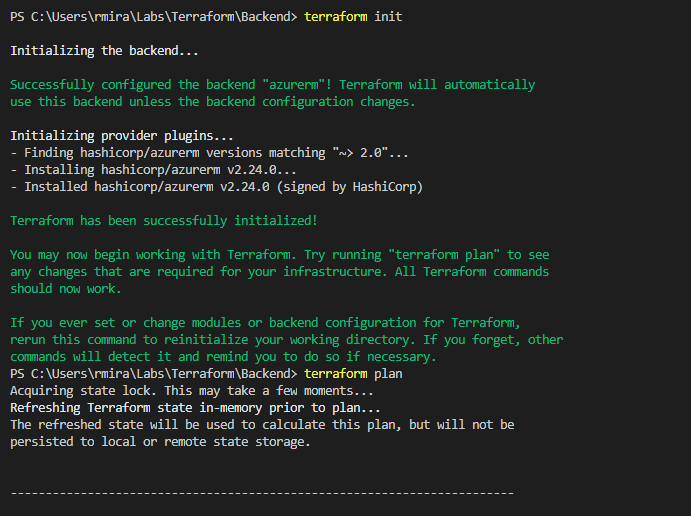 PS C:\Users\rmira\Labs\Terraform\Backend> terraform init
Initializing the backend...
Successfully configured the backend "azurerm"! Terraform will automatically
use this backend unless the backend configuration changes.
Initializing provider plugins...
- Finding hashicorp/azurerm versions matching "~> 2.0"...
- Installing hashicorp/azurerm v2.24.0...
- Installed hashicorp/azurerm v2.24.0 (signed by HashiCorp)
Terraform has been successfully initialized!
You may now begin working with Terraform. Try running "terraform plan" to see
any changes that are required for your infrastructure. All Terraform commands
should now work.
If you ever set or change modules or backend configuration for Terraform,
rerun this command to reinitialize your working directory. If you forget, other
commands will detect it and remind you to do so if necessary.
PS C:\Users\rmira\Labs\Terraform\Backend> terraform plan
Acquiring state lock. This may take a few moments...
Refreshing Terraform state in-memory prior to plan...
The refreshed state will be used to calculate this plan, but will not be
persisted to local or remote state storage.
------------------------------------------------------------------------